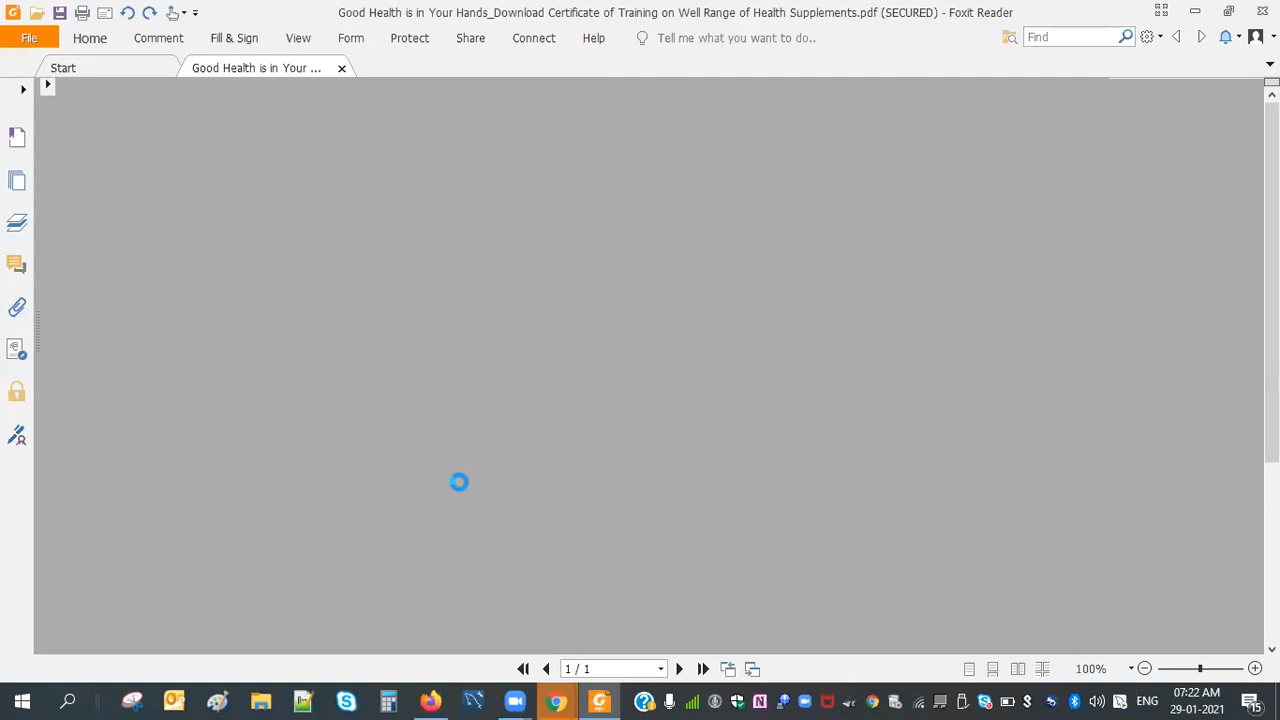 Good Health is in Your Hands_Download Certificate of Training on Well Range of Health Supplements.pdf (SECURED) - Foxit Reader
File Home Comment Fill & Sign View Form Protect Share Connect Help Tell me what you want to do.. Find
Start Good Health is in Your ...
1 / 1 100%
ENG 07:22 AM
29-01-2021 15